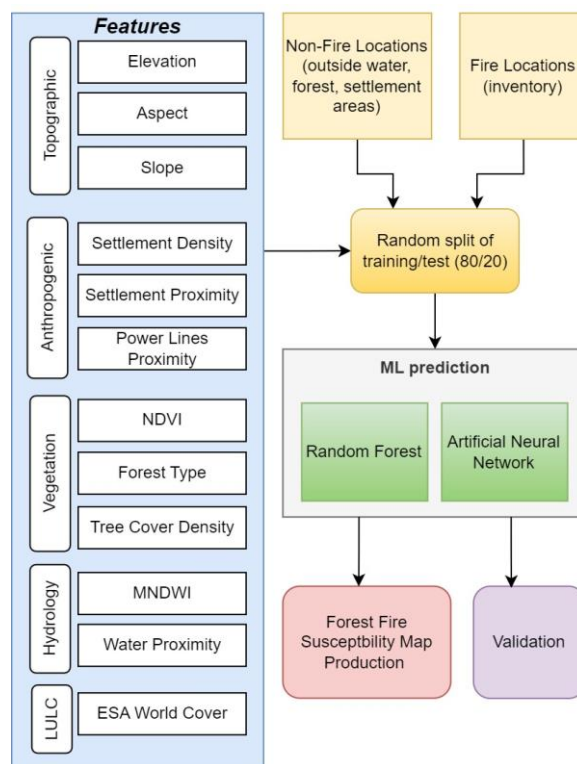 Features
Topographic
Elevation
Aspect
Slope
Anthropogenic
Settlement Density
Settlement Proximity
Power Lines
Proximity
Vegetation
NDVI
Forest Type
Tree Cover Density
Hydrology
MNDWI
Water Proximity
LULC
ESA World Cover
Non-Fire Locations
(outside water,
forest, settlement
areas)
Fire Locations
(inventory)
Random split of
training/test (80/20)
ML prediction
Random Forest
Artificial Neural
Network
Forest Fire
Susceptbility Map
Production
Validation